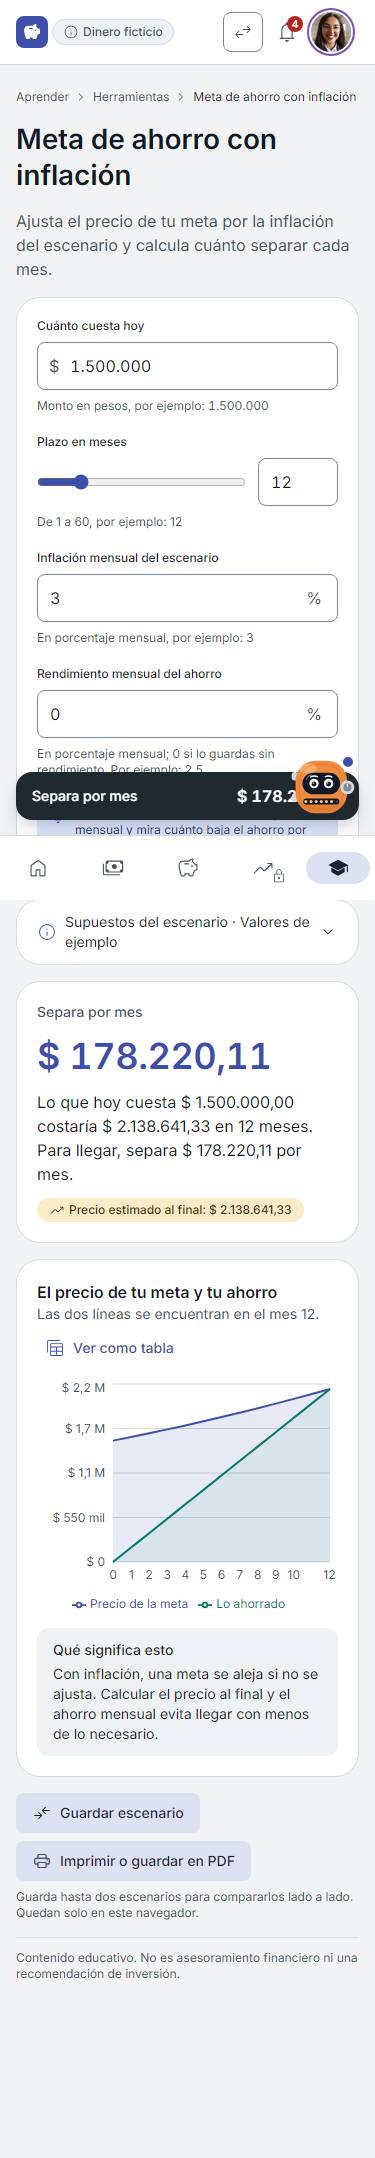 Dinero ficticio
4
Aprender > Herramientas > Meta de ahorro con inflación
Meta de ahorro con
inflación
Ajusta el precio de tu meta por la inflación
del escenario y calcula cuánto separar cada
mes.
Cuánto cuesta hoy
$ 1.500.000
Monto en pesos, por ejemplo: 1.500.000
Plazo en meses
12
De 1 a 60, por ejemplo: 12
Inflación mensual del escenario
3 %
En porcentaje mensual, por ejemplo: 3
Rendimiento mensual del ahorro
0 %
En porcentaje mensual; 0 si lo guardas sin
rendimiento. Por ejemplo: 2,5
Separa por mes $ 178.2
mensual y mira cuánto baja el ahorro por
Supuestos del escenario · Valores de
ejemplo
Separa por mes
$ 178.220,11
Lo que hoy cuesta $ 1.500.000,00
costaría $ 2.138.641,33 en 12 meses.
Para llegar, separa $ 178.220,11 por
mes.
Precio estimado al final: $ 2.138.641,33
El precio de tu meta y tu ahorro
Las dos líneas se encuentran en el mes 12.
Ver como tabla
$ 2,2 M
$ 1,7 M
$ 1,1 M
$ 550 mil
$ 0
0 1 2 3 4 5 6 7 8 9 10 12
Precio de la meta Lo ahorrado
Qué significa esto
Con inflación, una meta se aleja si no se
ajusta. Calcular el precio al final y el
ahorro mensual evita llegar con menos
de lo necesario.
Guardar escenario
Imprimir o guardar en PDF
Guarda hasta dos escenarios para compararlos lado a lado.
Quedan solo en este navegador.
Contenido educativo. No es asesoramiento financiero ni una
recomendación de inversión.